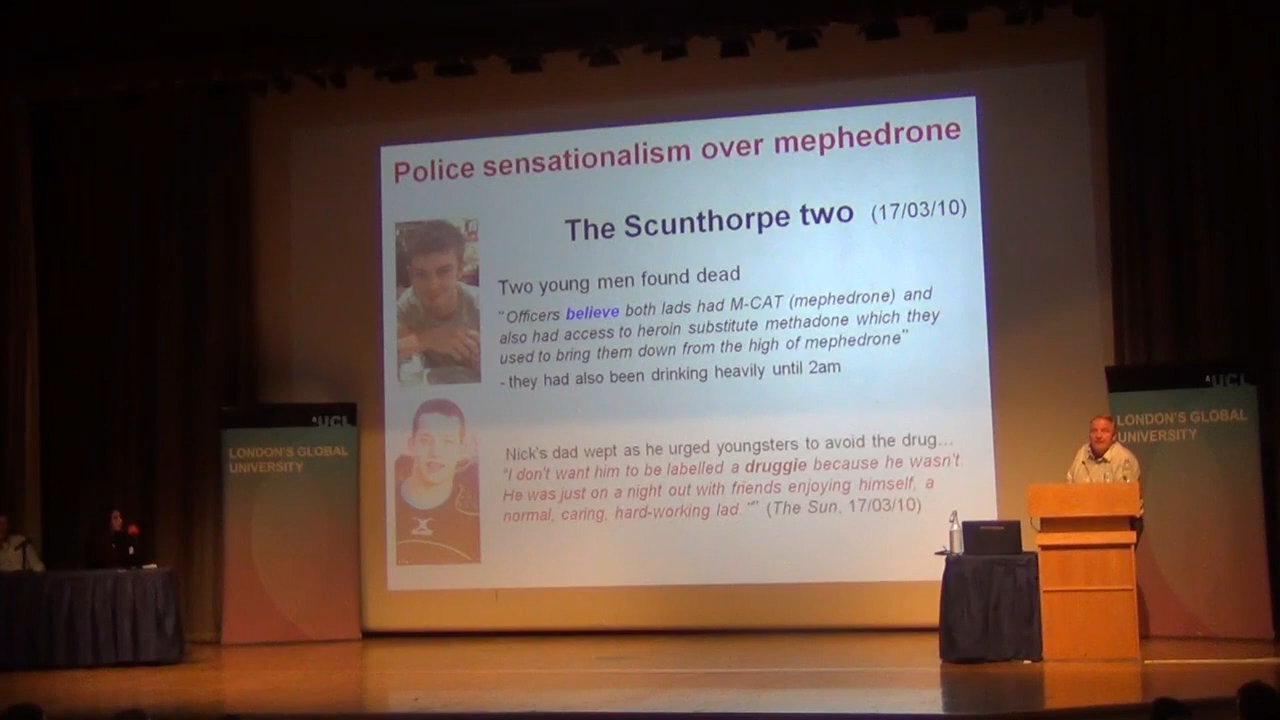 Police sensationalism over mephedrone
The Scunthorpe two (17/03/10)
Two young men found dead
"Officers believe both lads had M-CAT (mephedrone) and
also had access to heroin substitute methadone which they
used to bring them down from the high of mephedrone"
- they had also been drinking heavily until 2am
Nick's dad wept as he urged youngsters to avoid the drug...
"I don't want him to be labelled a druggie because he wasn't.
He was just on a night out with friends enjoying himself, a
normal, caring, hard-working lad. "" (The Sun, 17/03/10)
UCL
LONDON'S GLOBAL
UNIVERSITY
UCL
LONDON'S GLOBAL
UNIVERSITY